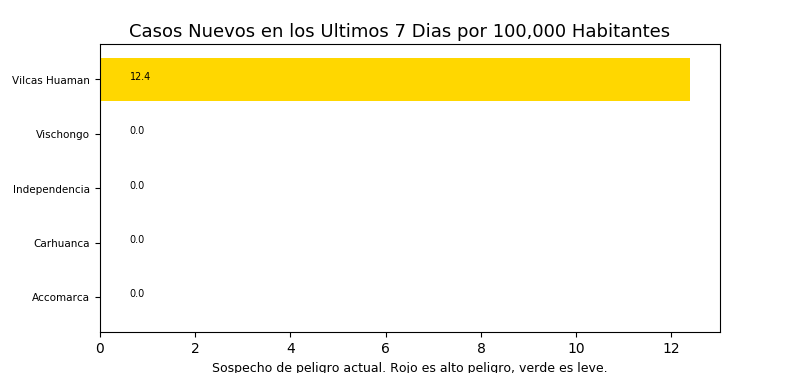 Casos Nuevos en los Ultimos 7 Dias por 100,000 Habitantes
Vilcas Huaman 12.4
Vischongo 0.0
Independencia 0.0
Carhuanca 0.0
Accomarca 0.0
0 2 4 6 8 10 12
Sospecho de peligro actual. Rojo es alto peligro, verde es leve.